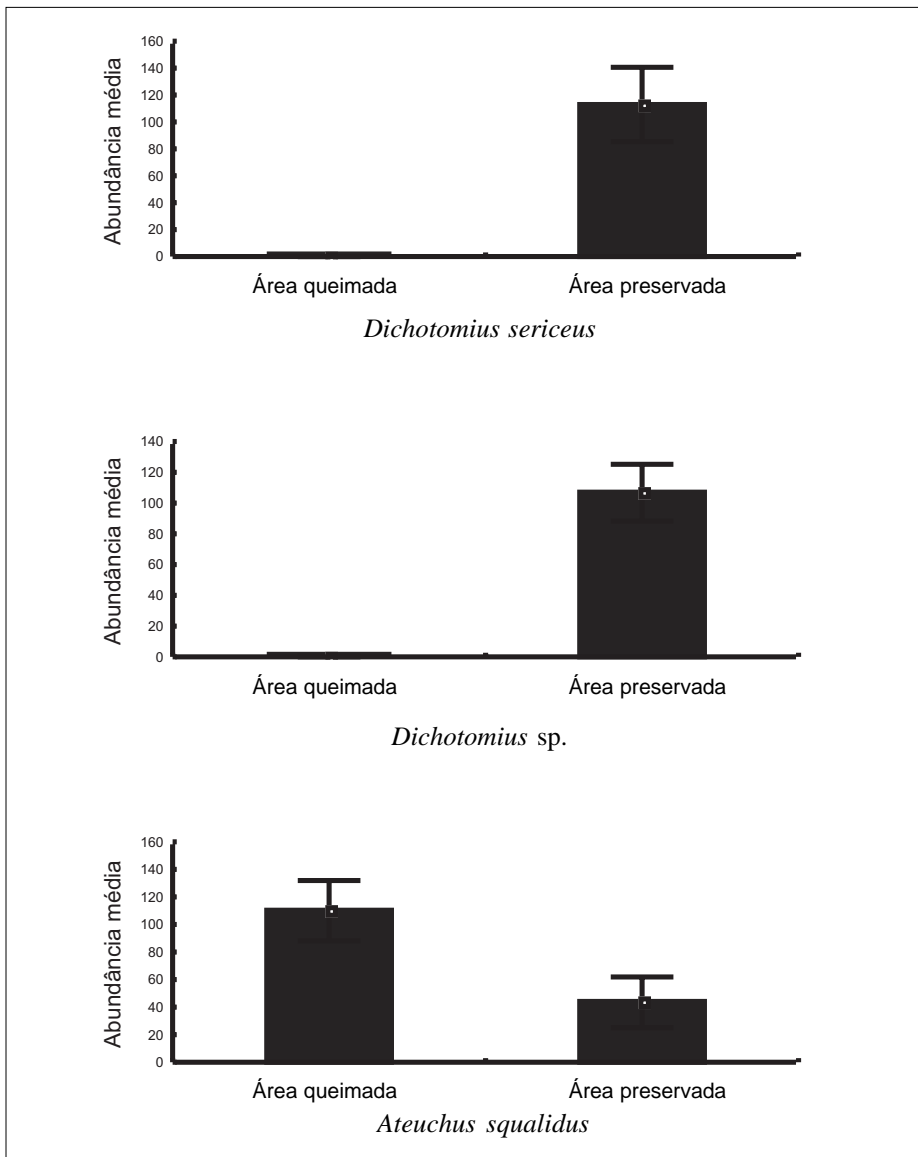 Abundância média
160
140
120
100
80
60
40
20
0
Área queimada Área preservada
Dichotomius sericeus
Abundância média
140
120
100
80
60
40
20
0
Área queimada Área preservada
Dichotomius sp.
Abundância média
160
140
120
100
80
60
40
20
0
Área queimada Área preservada
Ateuchus squalidus